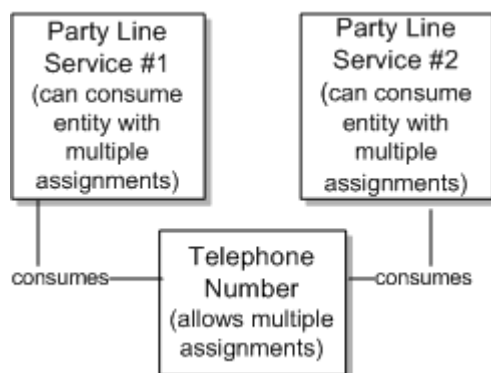 Party Line
Service #1
(can consume
entity with
multiple
assignments)
Party Line
Service #2
(can consume
entity with
multiple
assignments)
consumes
Telephone
Number
(allows multiple
assignments)
consumes